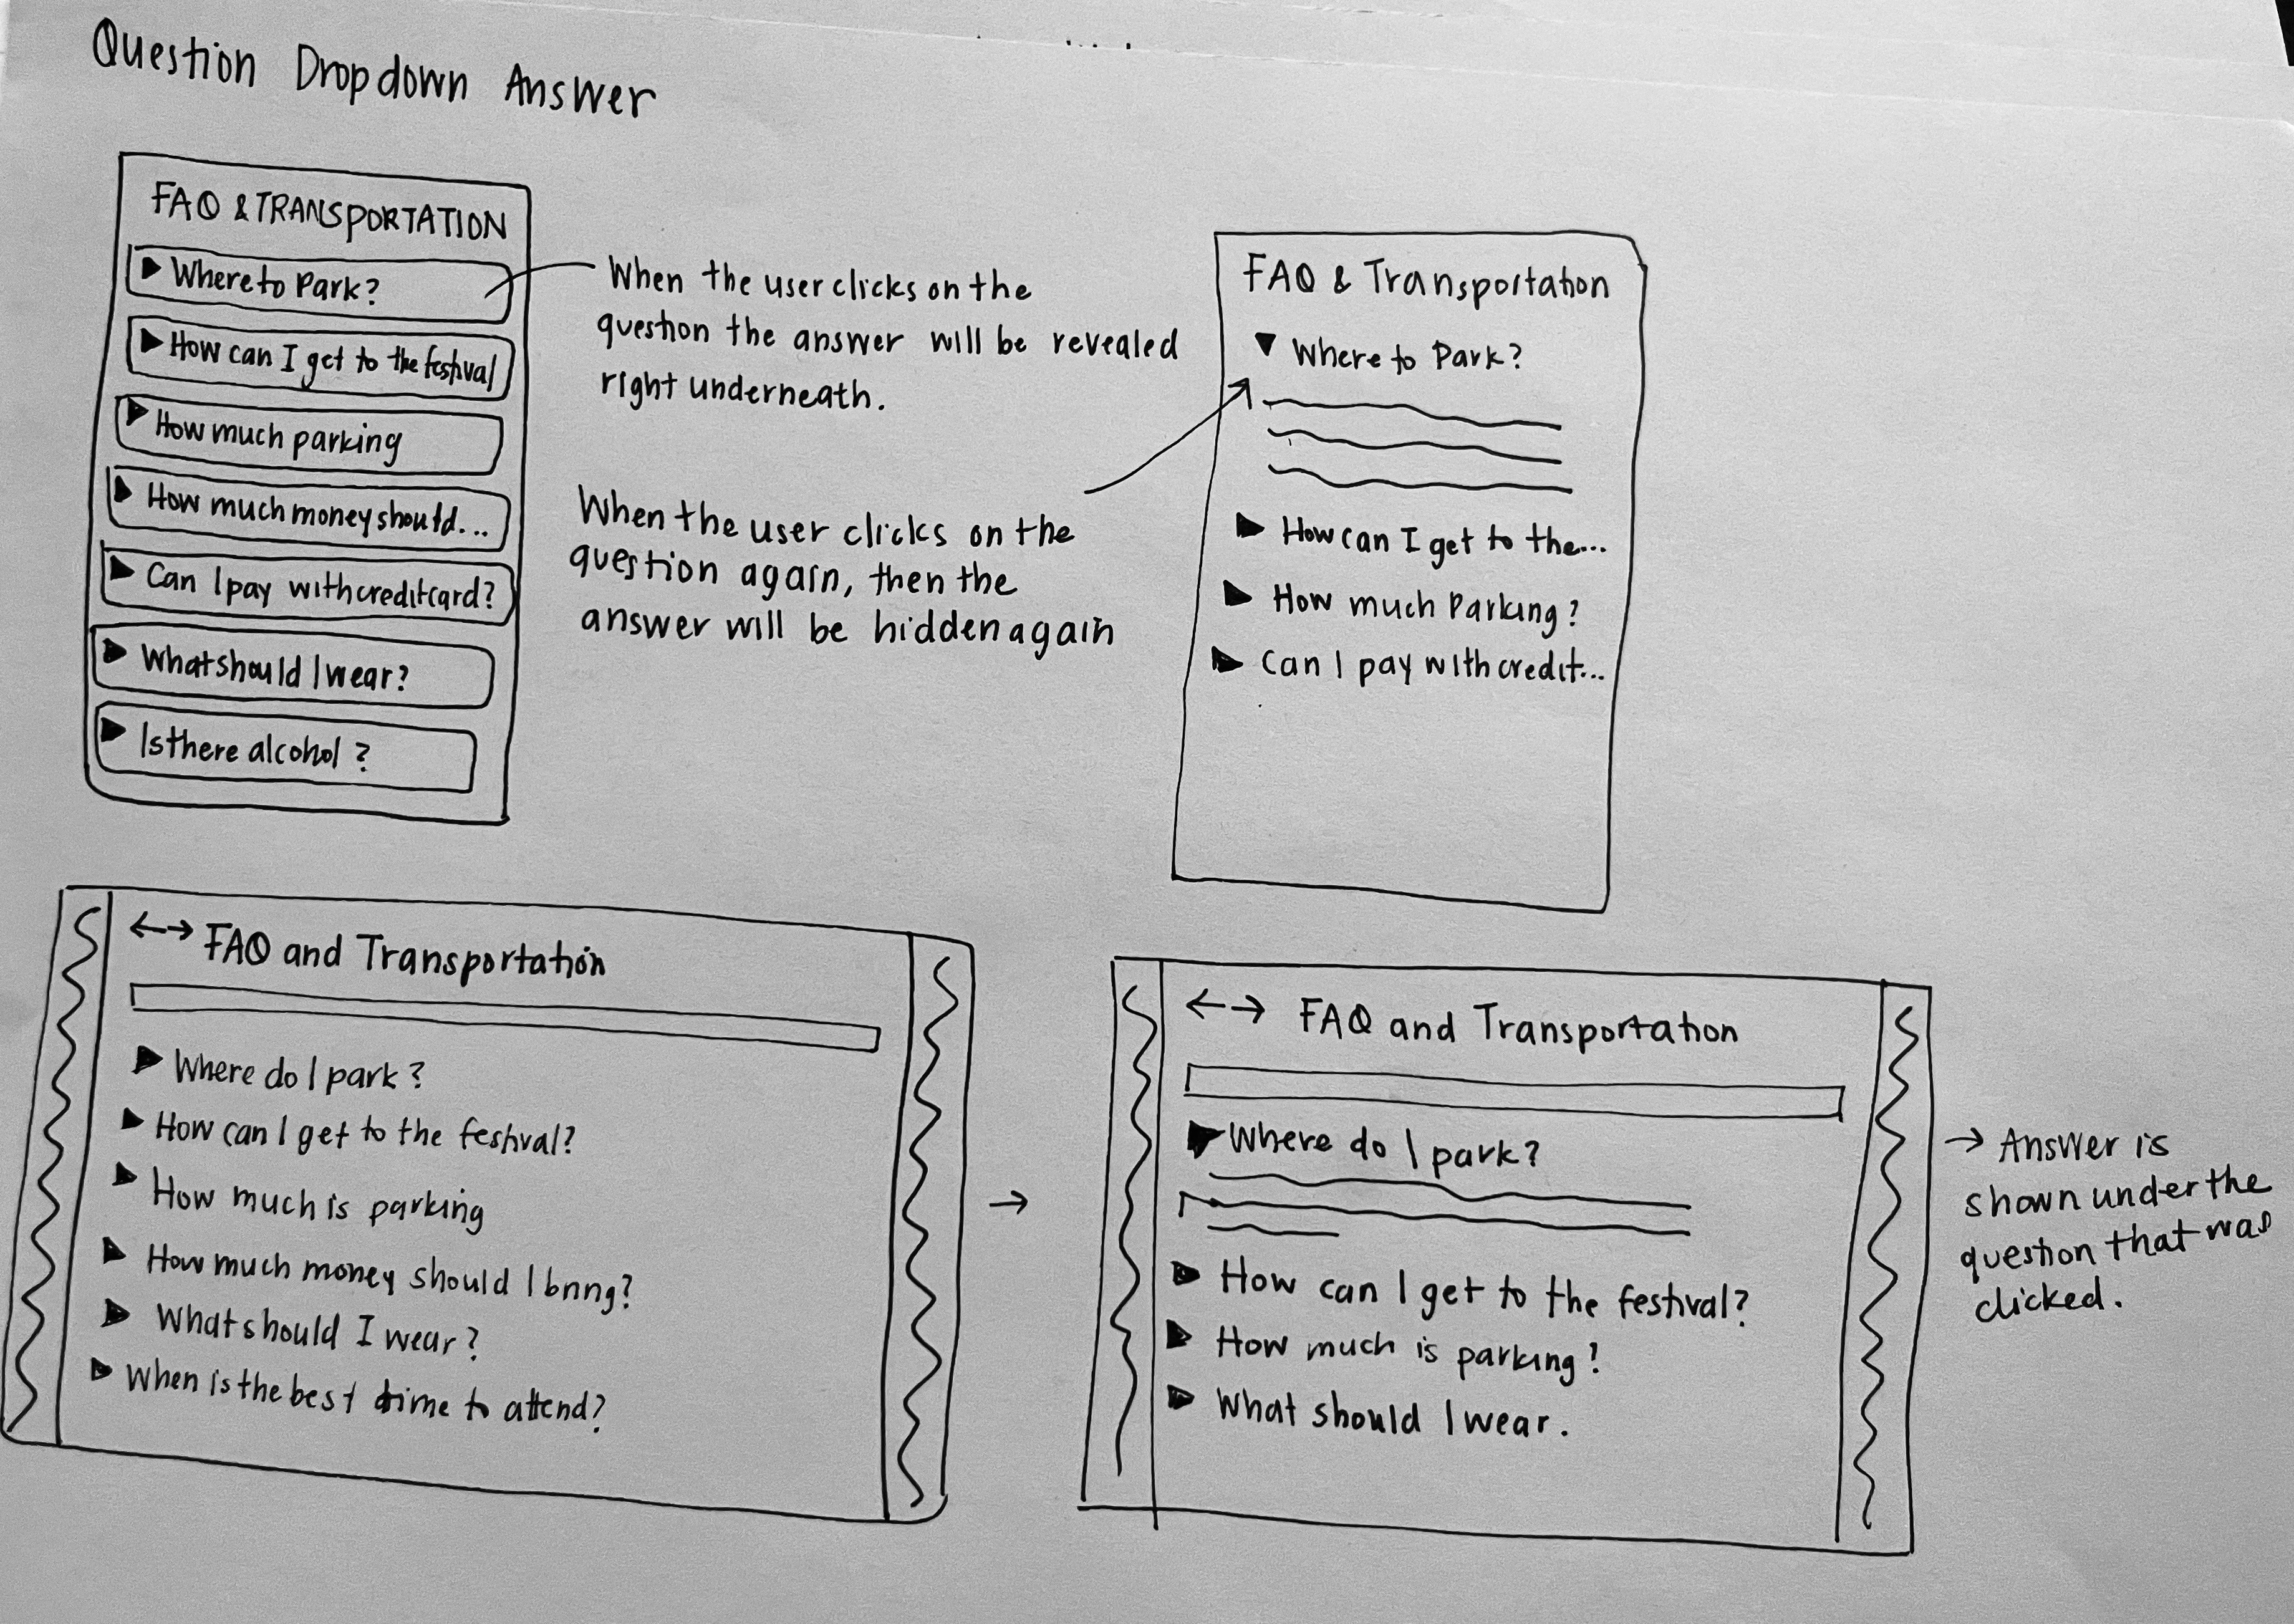 Question Dropdown Answer
FAQ & TRANSPORTATION
Where to Park?
How can I get to the festival
How much parking
How much money should...
Can I pay with credit card?
What should I wear?
Is there alcohol?
When the user clicks on the
question the answer will be revealed
right underneath.
When the user clicks on the
question again, then the
answer will be hidden again
FAQ & Transportation
Where to Park?
How can I get to the...
How much Parking?
Can I pay with credit...
FAQ and Transportation
Where do I park?
How can I get to the festival?
How much is parking
How much money should I bring?
What should I wear?
When is the best time to attend?
FAQ and Transportation
Where do I park?
How can I get to the festival?
How much is parking?
What should I wear.
Answer is
shown under the
question that was
clicked.